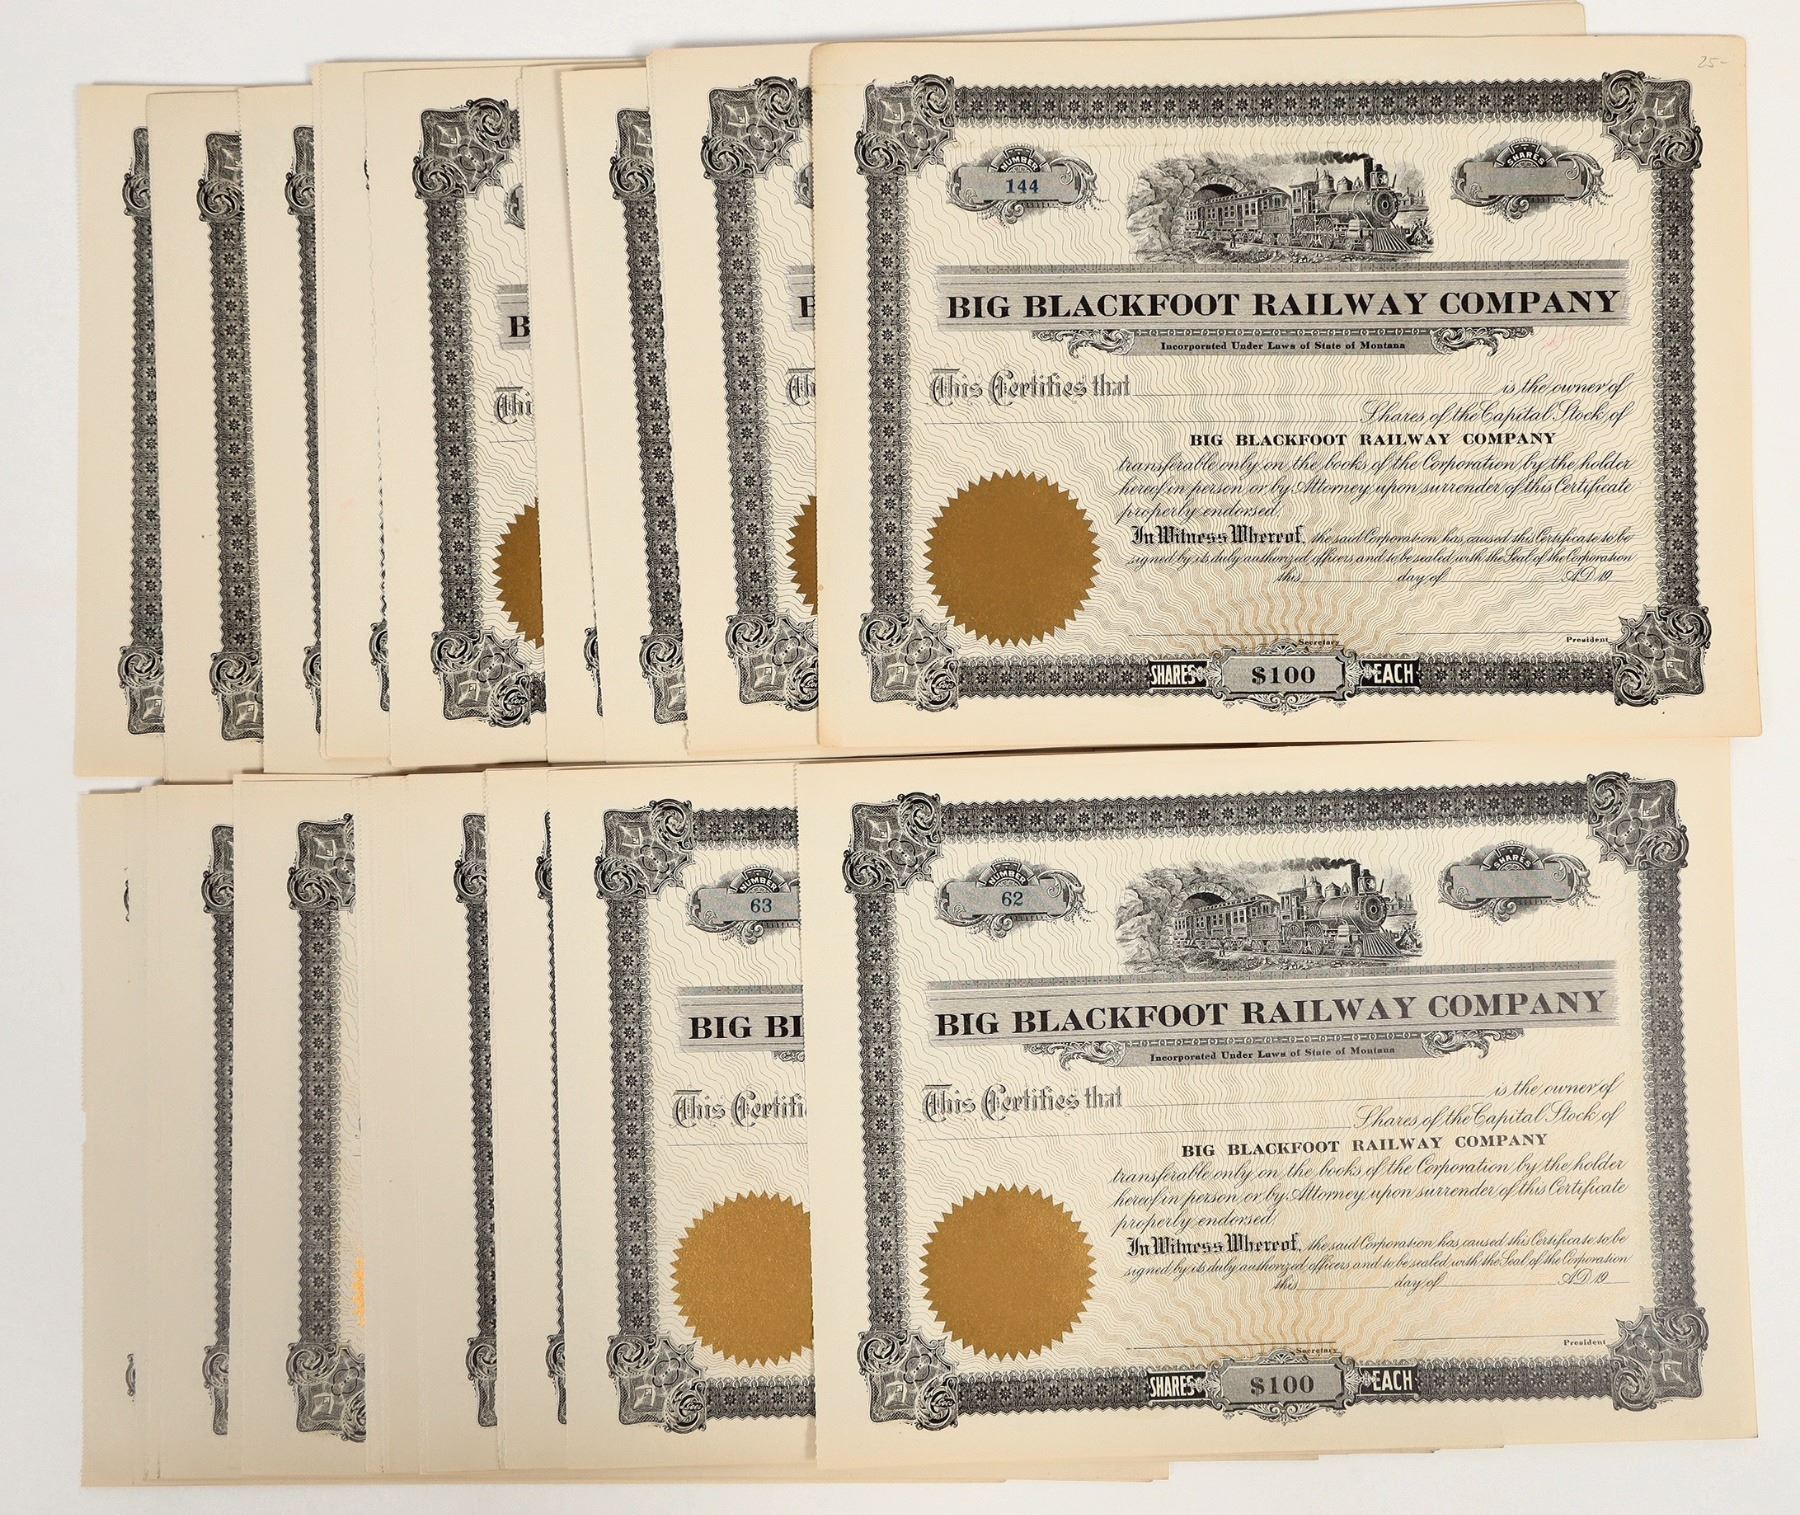 25-
NUMBER
144
SHARES
BIG BLACKFOOT RAILWAY COMPANY
Incorporated Under Laws of State of Montana
This Certifies that is the owner of
Shares of the Capital Stock of
BIG BLACKFOOT RAILWAY COMPANY
transferable only on the books of the Corporation by the holder
hereof in person or by Attorney upon surrender of this Certificate
properly endorsed.
In Witness Whereof, the said Corporation has caused this Certificate to be
signed by its duly authorized officers and to be sealed with the Seal of the Corporation
this day of A.D. 19
Secretary President
SHARES $100 EACH
B
Thi
B
Th
NUMBER
63
BIG BL
This Certifi
NUMBER
62
SHARES
BIG BLACKFOOT RAILWAY COMPANY
Incorporated Under Laws of State of Montana
This Certifies that is the owner of
Shares of the Capital Stock of
BIG BLACKFOOT RAILWAY COMPANY
transferable only on the books of the Corporation by the holder
hereof in person or by Attorney upon surrender of this Certificate
properly endorsed.
In Witness Whereof, the said Corporation has caused this Certificate to be
signed by its duly authorized officers and to be sealed with the Seal of the Corporation
this day of A.D. 19
Secretary President
SHARES $100 EACH